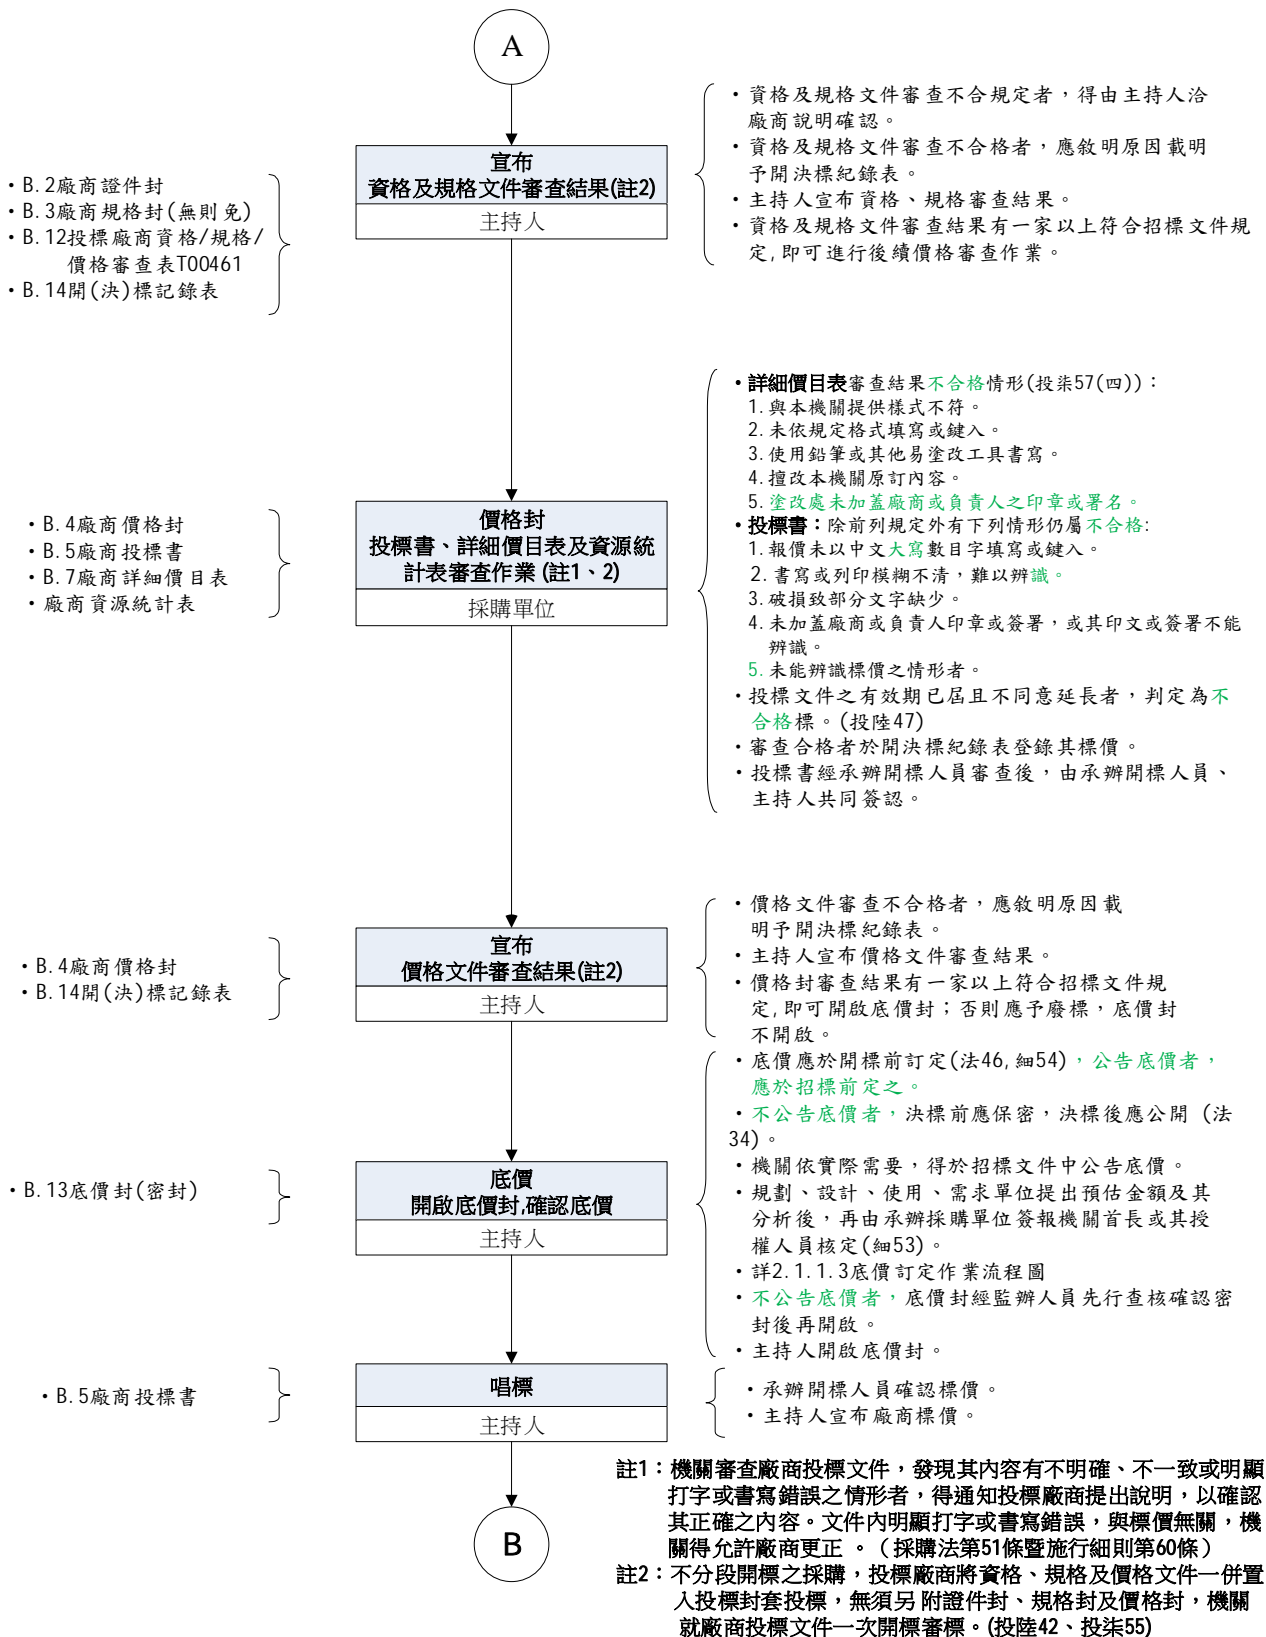 A
宣布
資格及規格文件審查結果(註2)
主持人
・B.2廠商證件封
・B.3廠商規格封(無則免)
・B.12投標廠商資格/規格/
價格審查表T00461
・B.14開(決)標記錄表
・資格及規格文件審查不合規定者，得由主持人洽
廠商說明確認。
・資格及規格文件審查不合格者，應敘明原因載明
予開決標紀錄表。
・主持人宣布資格、規格審查結果。
・資格及規格文件審查結果有一家以上符合招標文件規
定,即可進行後續價格審查作業。
價格封
投標書、詳細價目表及資源統
計表審查作業(註1、2)
採購單位
・B.4廠商價格封
・B.5廠商投標書
・B.7廠商詳細價目表
・廠商資源統計表
・詳細價目表審查結果不合格情形(投柒57(四))：
1.與本機關提供樣式不符。
2.未依規定格式填寫或鍵入。
3.使用鉛筆或其他易塗改工具書寫。
4.擅改本機關原訂內容。
5.塗改處未加蓋廠商或負責人之印章或署名。
・投標書：除前列規定外有下列情形仍屬不合格:
1.報價未以中文大寫數目字填寫或鍵入。
2.書寫或列印模糊不清，難以辨識。
3.破損致部分文字缺少。
4.未加蓋廠商或負責人印章或簽署，或其印文或簽署不能
辨識。
5.未能辨識標價之情形者。
・投標文件之有效期已屆且不同意延長者，判定為不
合格標。(投陸47)
・審查合格者於開決標紀錄表登錄其標價。
・投標書經承辦開標人員審查後，由承辦開標人員、
主持人共同簽認。
宣布
價格文件審查結果(註2)
主持人
・B.4廠商價格封
・B.14開(決)標記錄表
・價格文件審查不合格者，應敘明原因載
明予開決標紀錄表。
・主持人宣布價格文件審查結果。
・價格封審查結果有一家以上符合招標文件規
定,即可開啟底價封；否則應予廢標，底價封
不開啟。
底價
開啟底價封,確認底價
主持人
・B.13底價封(密封)
・底價應於開標前訂定(法46,細54)，公告底價者，
應於招標前定之。
・不公告底價者，決標前應保密，決標後應公開 (法
34)。
・機關依實際需要，得於招標文件中公告底價。
・規劃、設計、使用、需求單位提出預估金額及其
分析後，再由承辦採購單位簽報機關首長或其授
權人員核定(細53)。
・詳2.1.1.3底價訂定作業流程圖
・不公告底價者，底價封經監辦人員先行查核確認密
封後再開啟。
・主持人開啟底價封。
唱標
主持人
・B.5廠商投標書
・承辦開標人員確認標價。
・主持人宣布廠商標價。
B
註1：機關審查廠商投標文件，發現其內容有不明確、不一致或明顯
打字或書寫錯誤之情形者，得通知投標廠商提出說明，以確認
其正確之內容。文件內明顯打字或書寫錯誤，與標價無關，機
關得允許廠商更正 。（採購法第51條暨施行細則第60條）
註2：不分段開標之採購，投標廠商將資格、規格及價格文件一併置
入投標封套投標，無須另附證件封、規格封及價格封，機關
就廠商投標文件一次開標審標。(投陸42、投柒55)